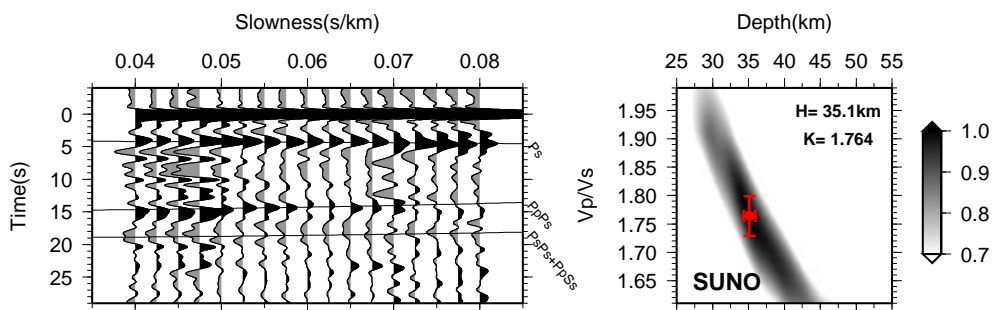 Slowness(s/km)
0.04 0.05 0.06 0.07 0.08
Time(s)
0
5
10
15
20
25
Ps
PpPs
PsPs+PpSs
Depth(km)
25 30 35 40 45 50 55
Vp/Vs
1.95
1.90
1.85
1.80
1.75
1.70
1.65
H= 35.1km
K= 1.764
SUNO
1.0
0.9
0.8
0.7